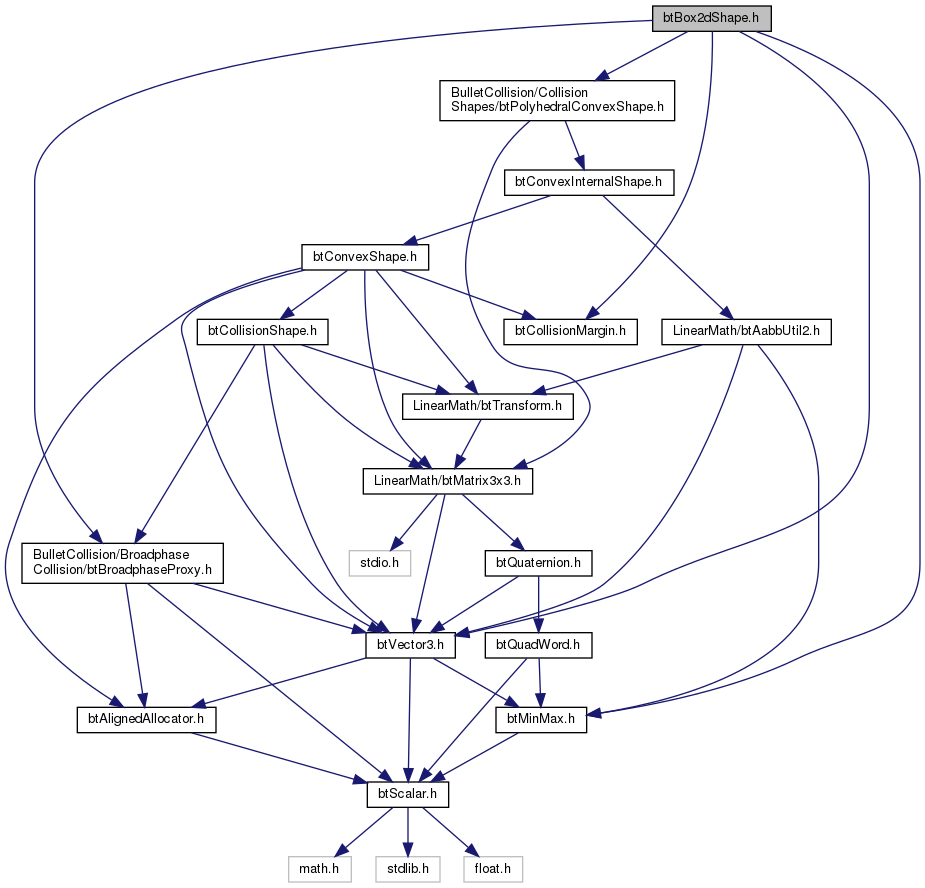 btBox2dShape.h
BulletCollision/Collision
Shapes/btPolyhedralConvexShape.h
btConvexInternalShape.h
btConvexShape.h
btCollisionShape.h
btCollisionMargin.h
LinearMath/btAabbUtil2.h
LinearMath/btTransform.h
LinearMath/btMatrix3x3.h
BulletCollision/Broadphase
Collision/btBroadphaseProxy.h
stdio.h
btQuaternion.h
btVector3.h
btQuadWord.h
btAlignedAllocator.h
btMinMax.h
btScalar.h
math.h
stdlib.h
float.h